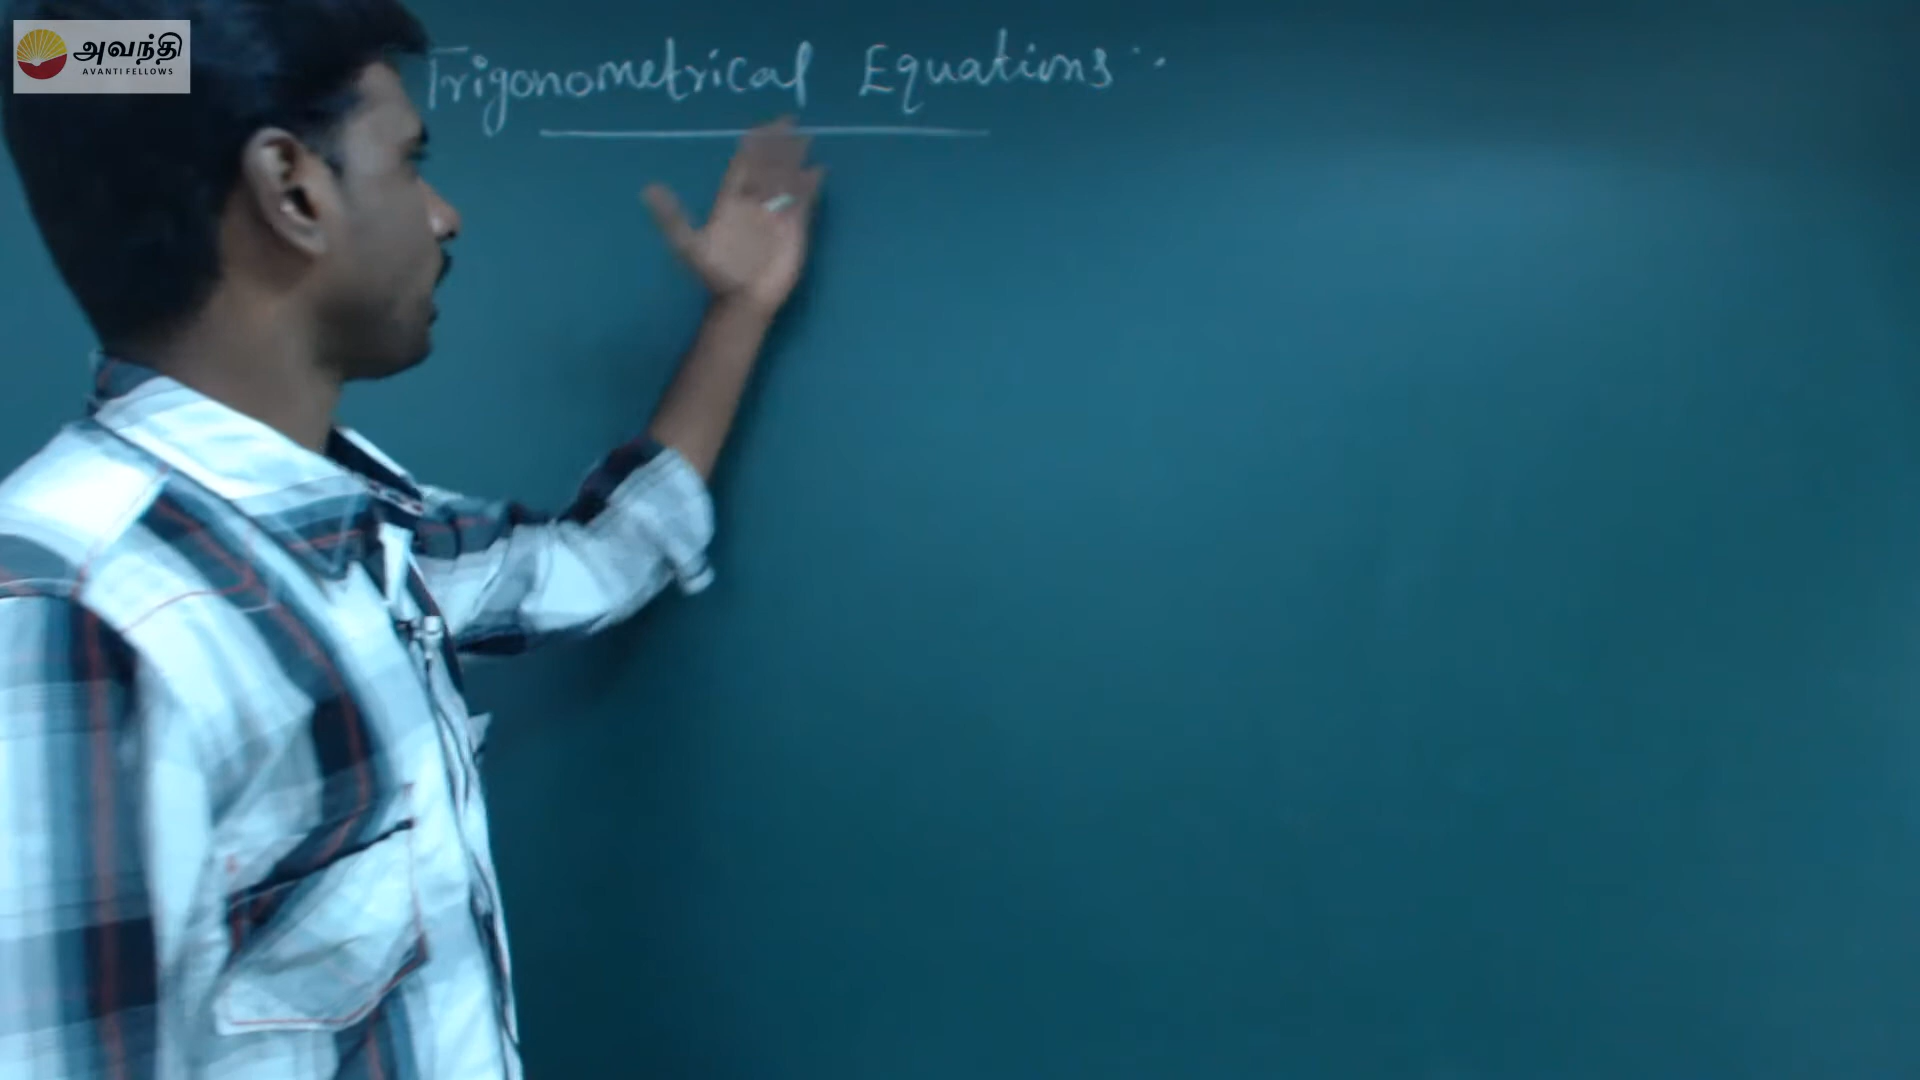 அவந்தி
AVANTI FELLOWS
Trigonometrical Equations :